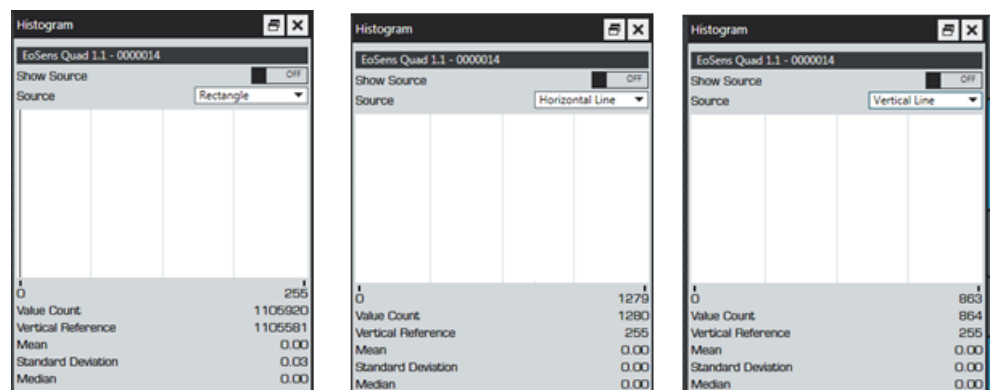 Histogram
EoSens Quad 1.1 - 0000014
Show Source OFF
Source Rectangle
0 255
Value Count 1105920
Vertical Reference 1105581
Mean 0.00
Standard Deviation 0.03
Median 0.00
Histogram
EoSens Quad 1.1 - 0000014
Show Source OFF
Source Horizontal Line
0 1279
Value Count 1280
Vertical Reference 255
Mean 0.00
Standard Deviation 0.00
Median 0.00
Histogram
EoSens Quad 1.1 - 0000014
Show Source OFF
Source Vertical Line
0 863
Value Count 864
Vertical Reference 255
Mean 0.00
Standard Deviation 0.00
Median 0.00